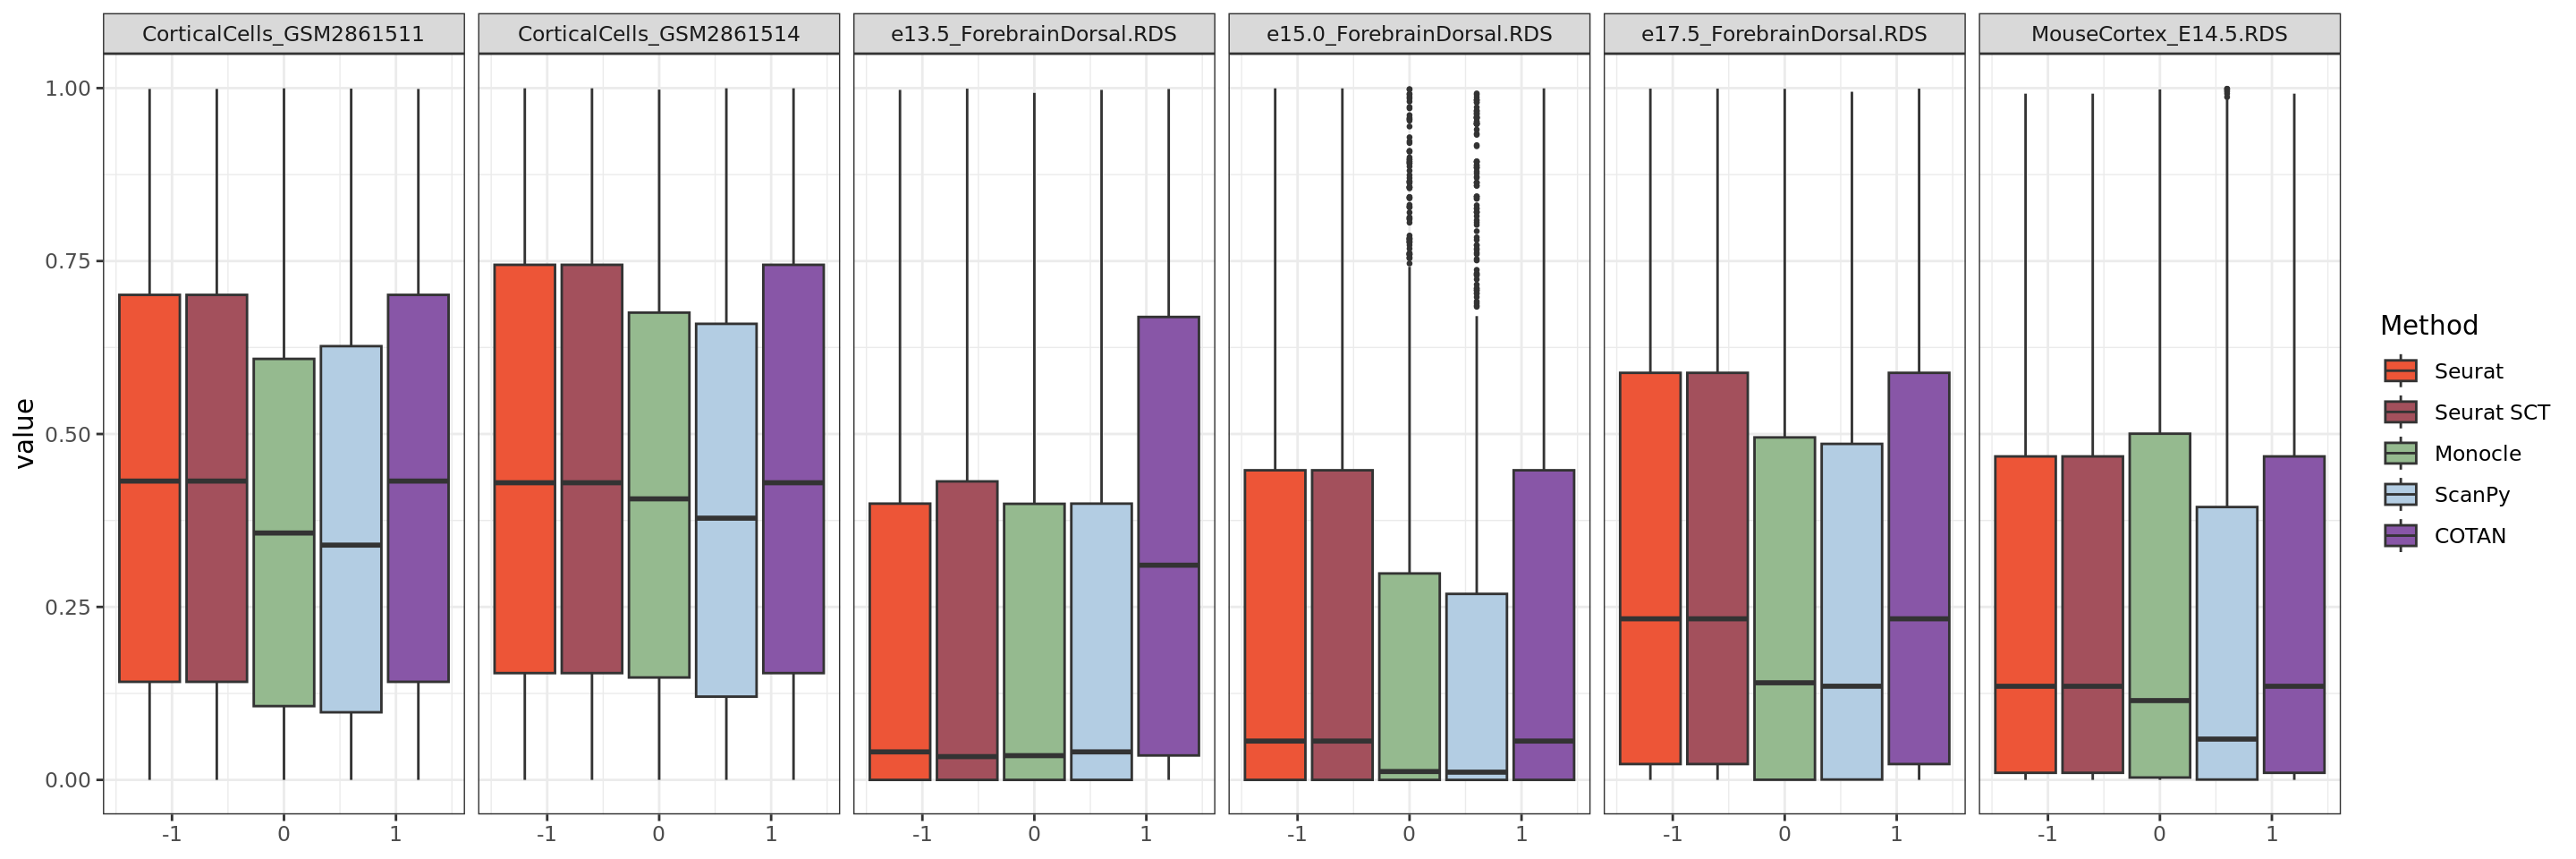 CorticalCells_GSM2861511 CorticalCells_GSM2861514 e13.5_ForebrainDorsal.RDS e15.0_ForebrainDorsal.RDS e17.5_ForebrainDorsal.RDS MouseCortex_E14.5.RDS
1.00
0.75
0.50
0.25
0.00
value
-1 0 1 -1 0 1 -1 0 1 -1 0 1 -1 0 1 -1 0 1
Method
Seurat
Seurat SCT
Monocle
ScanPy
COTAN